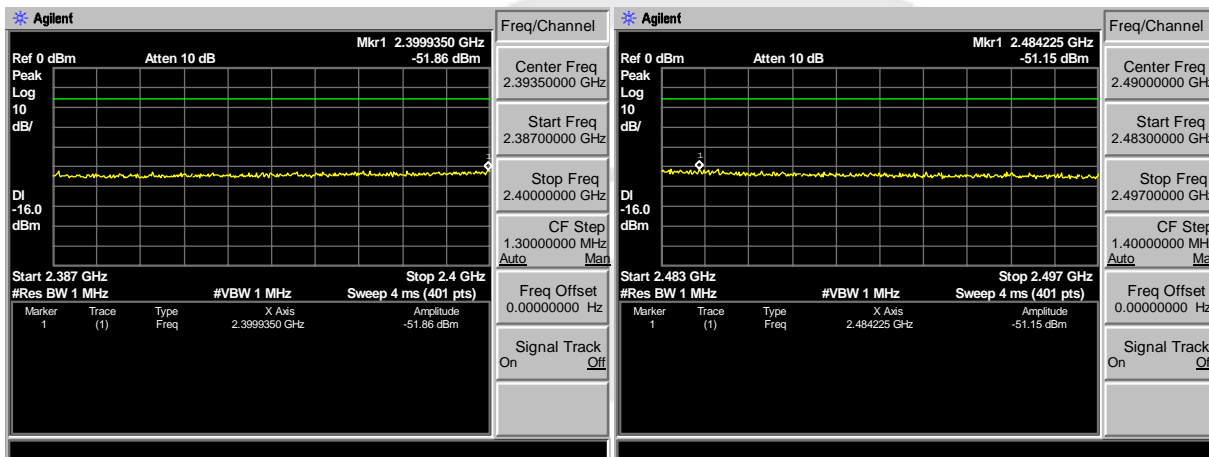 Agilent
Freq/Channel
Mkr1 2.3999350 GHz
Ref 0 dBm Atten 10 dB -51.86 dBm
Peak
Log
10
dB/
1
DI
-16.0
dBm
Start 2.387 GHz Stop 2.4 GHz
#Res BW 1 MHz #VBW 1 MHz Sweep 4 ms (401 pts)
Marker Trace Type X Axis Amplitude
1 (1) Freq 2.3999350 GHz -51.86 dBm
Center Freq
2.39350000 GHz
Start Freq
2.38700000 GHz
Stop Freq
2.40000000 GHz
CF Step
1.30000000 MHz
Auto Man
Freq Offset
0.00000000 Hz
Signal Track
On Off
Agilent
Freq/Channel
Mkr1 2.484225 GHz
Ref 0 dBm Atten 10 dB -51.15 dBm
Peak
Log
10
dB/
1
DI
-16.0
dBm
Start 2.483 GHz Stop 2.497 GHz
#Res BW 1 MHz #VBW 1 MHz Sweep 4 ms (401 pts)
Marker Trace Type X Axis Amplitude
1 (1) Freq 2.484225 GHz -51.15 dBm
Center Freq
2.49000000 GHz
Start Freq
2.48300000 GHz
Stop Freq
2.49700000 GHz
CF Step
1.40000000 MH
Auto Ma
Freq Offset
0.00000000 Hz
Signal Track
On Of